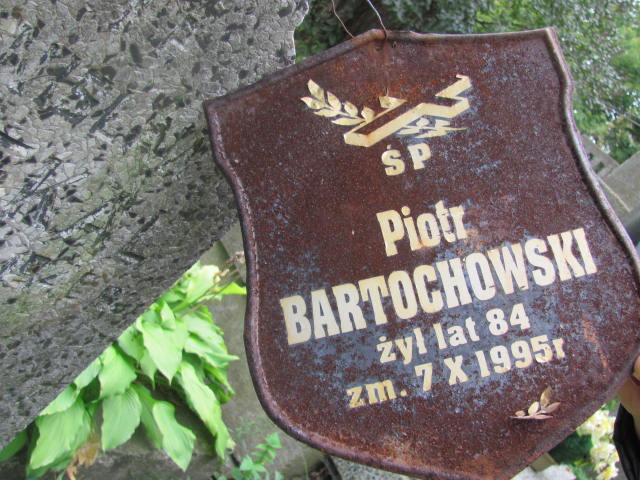 ŚP
Piotr
BARTOCHOWSKI
żył lat 84
zm. 7 X 1995r